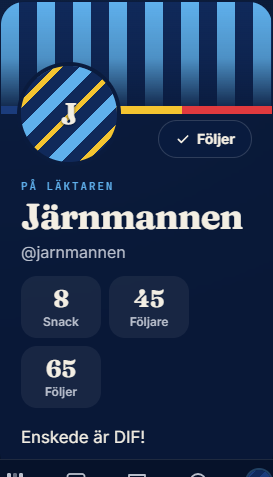 J
Följer
PÅ LÄKTAREN
Järnmannen
@jarnmannen
8
Snack
45
Följare
65
Följer
Enskede är DIF!